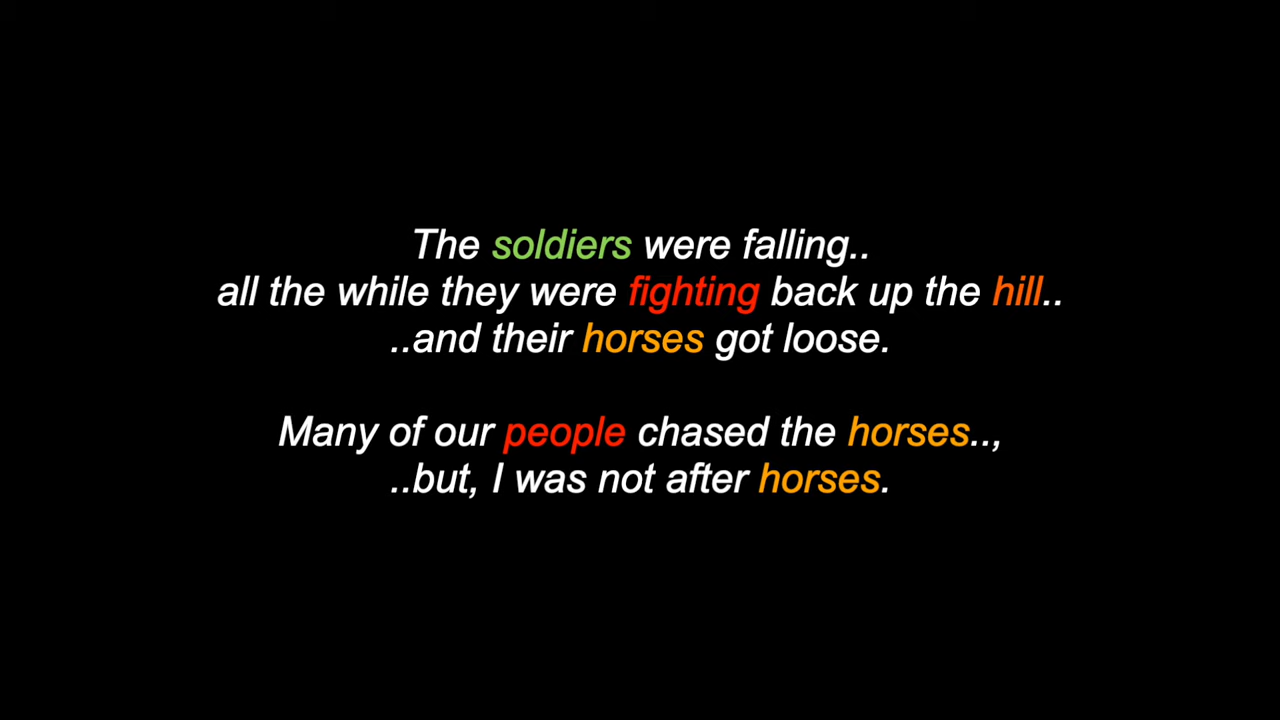 The soldiers were falling..
all the while they were fighting back up the hill..
..and their horses got loose.
Many of our people chased the horses..,
..but, I was not after horses.